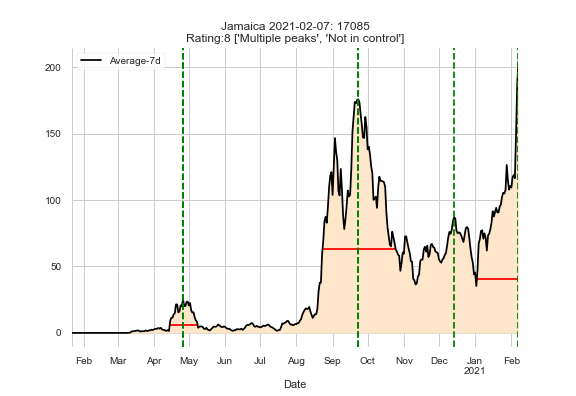 Jamaica 2021-02-07: 17085
Rating:8 ['Multiple peaks', 'Not in control']
Average-7d
200
150
100
50
0
Feb Mar Apr May Jun Jul Aug Sep Oct Nov Dec Jan Feb
2021
Date